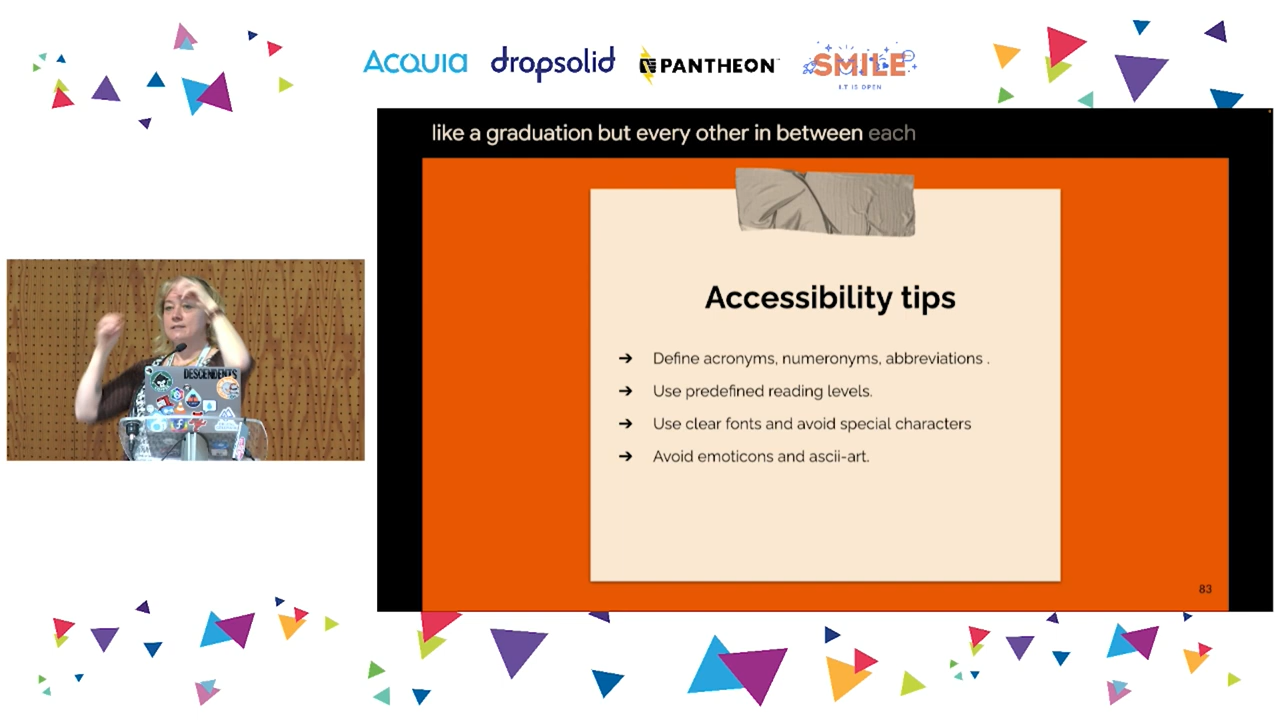 ACQUIA dropsolid PANTHEON SMILE
I.T IS OPEN
like a graduation but every other in between each
Accessibility tips
➔ Define acronyms, numeronyms, abbreviations .
➔ Use predefined reading levels.
➔ Use clear fonts and avoid special characters
➔ Avoid emoticons and ascii-art.
83
DESCENDENTS